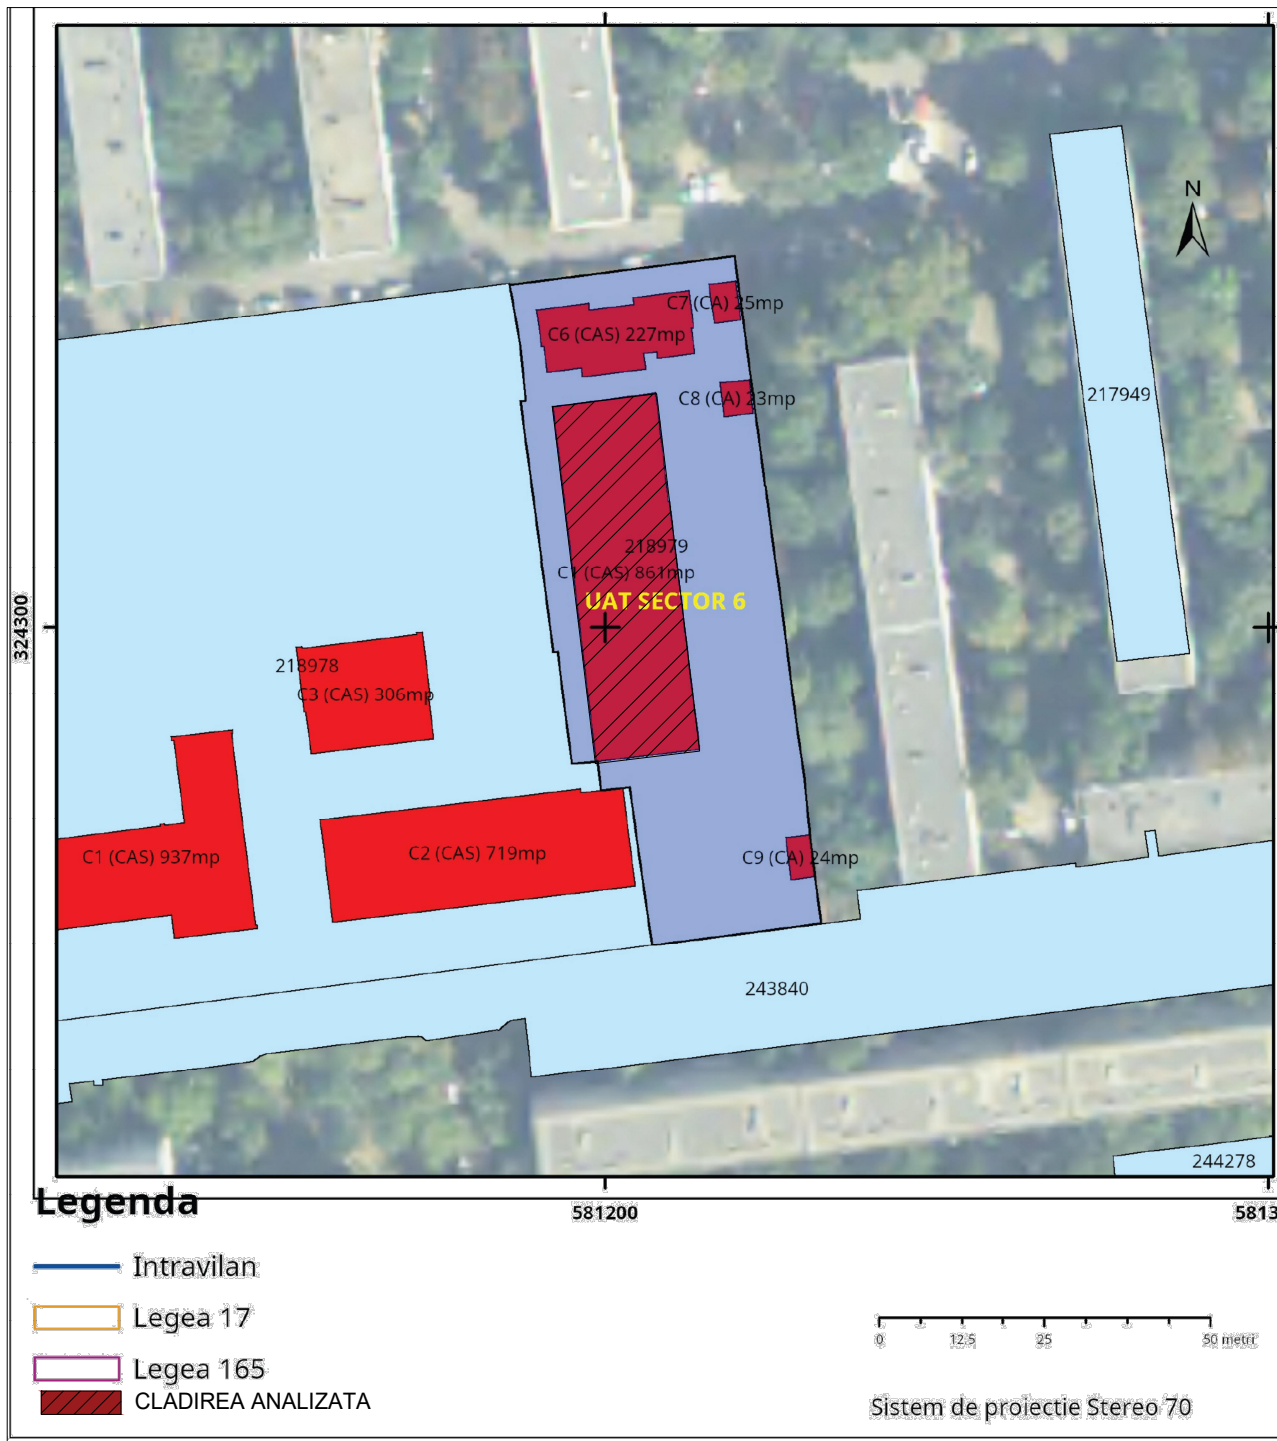 N
C7 (CA) 25mp
C6 (CAS) 227mp
C8 (CA) 23mp
217949
218979
C1 (CAS) 861mp
UAT SECTOR 6
324300
218978
C3 (CAS) 306mp
C1 (CAS) 937mp
C2 (CAS) 719mp
C9 (CA) 24mp
243840
244278
581200
5813
Legenda
Intravilan
Legea 17
Legea 165
CLADIREA ANALIZATA
0 12.5 25 50 metri
Sistem de proiectie Stereo 70